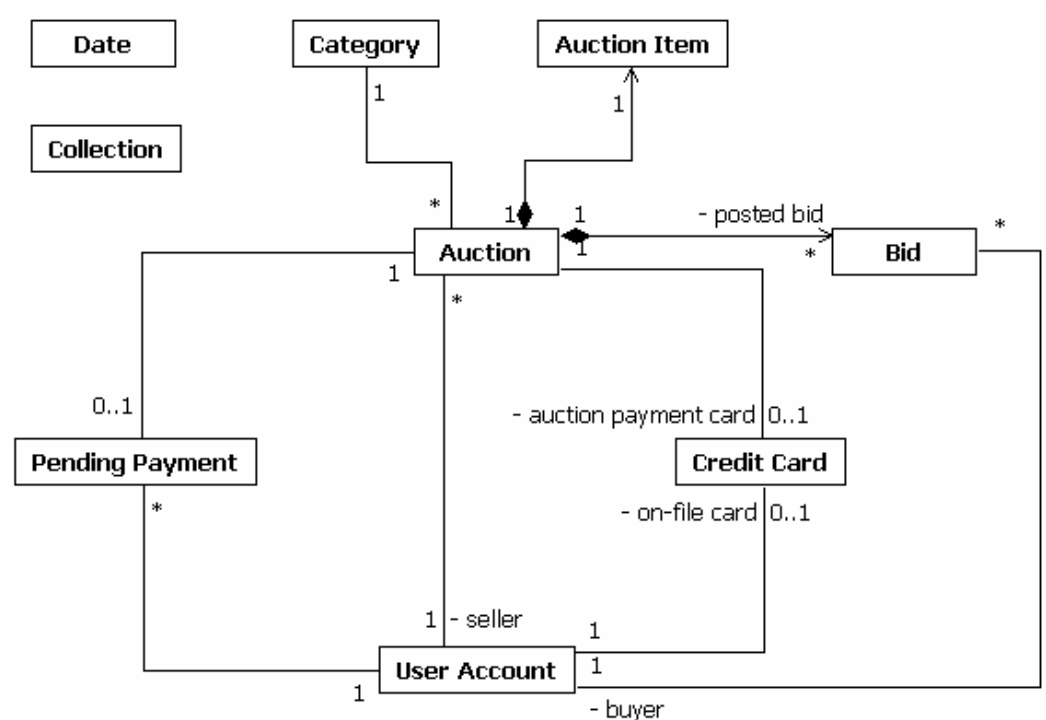 Date
Category
Auction Item
1
1
Collection
*
1
1
- posted bid
*
Auction
1
*
Bid
1
*
0..1
- auction payment card
0..1
Pending Payment
Credit Card
*
- on-file card
0..1
1
- seller
1
User Account
1
1
- buyer